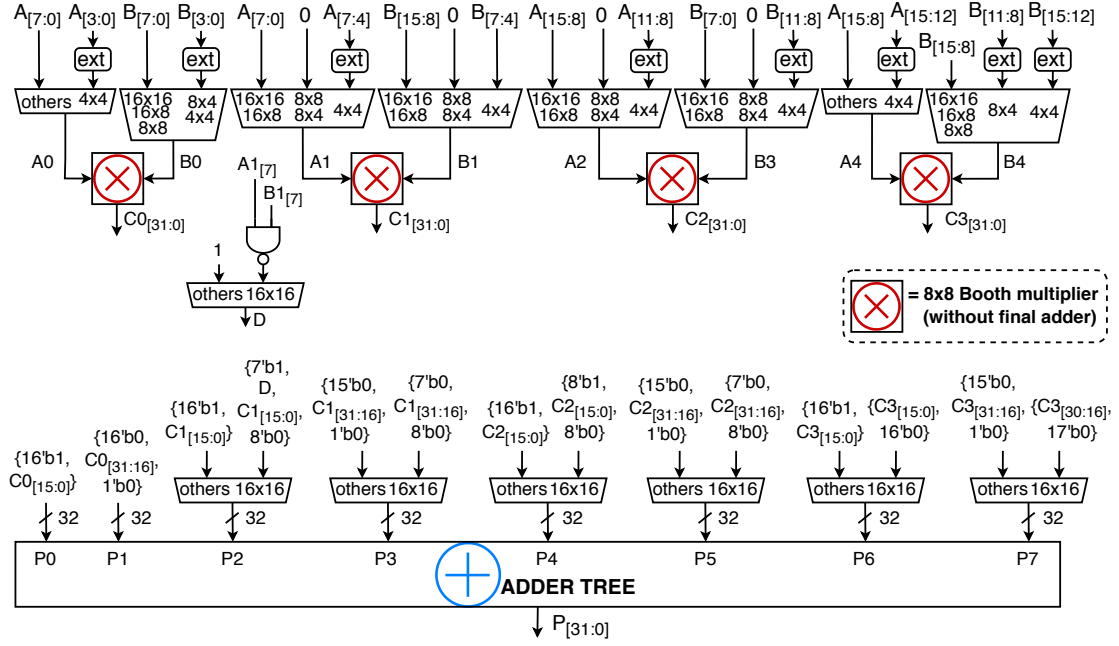 A[7:0] A[3:0] B[7:0] B[3:0] A[7:0] 0 A[7:4] B[15:8] 0 B[7:4] A[15:8] 0 A[11:8] B[7:0] 0 B[11:8] A[15:8] A[15:12] B[11:8] B[15:12]
B[15:8]
ext ext ext ext ext ext ext ext
others 4x4
16x16 8x4
16x8 4x4
8x8
16x16 8x8 4x4
16x8 8x4
16x16 8x8 4x4
16x8 8x4
16x16 8x8 4x4
16x8 8x4
16x16 8x8 4x4
16x8 8x4
others 4x4
16x16 8x4 4x4
16x8
8x8
A0 B0 A1 B1 A2 B3 A4 B4
A1[7]
B1[7]
C0[31:0] C1[31:0] C2[31:0] C3[31:0]
1
others 16x16
D
= 8x8 Booth multiplier
(without final adder)
{16'b1,
C0[15:0]}
{16'b0,
C0[31:16],
1'b0}
{16'b1,
C1[15:0]}
{7'b1,
D,
C1[15:0],
8'b0}
{15'b0,
C1[31:16],
1'b0}
{7'b0,
C1[31:16],
8'b0}
{16'b1,
C2[15:0]}
{8'b1,
C2[15:0],
8'b0}
{15'b0,
C2[31:16],
1'b0}
{7'b0,
C2[31:16],
8'b0}
{16'b1,
C3[15:0]}
{C3[15:0],
16'b0}
{15'b0,
C3[31:16],
1'b0}
{C3[30:16],
17'b0}
others 16x16 others 16x16 others 16x16 others 16x16 others 16x16 others 16x16
32 32 32 32 32 32 32 32
P0 P1 P2 P3 P4 P5 P6 P7
ADDER TREE
P[31:0]